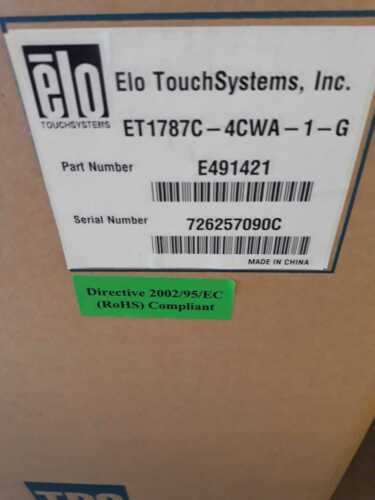 elo
TOUCHSYSTEMS
Elo TouchSystems, Inc.
ET1787C-4CWA-1-G
Part Number E491421
Serial Number 726257090C
MADE IN CHINA
Directive 2002/95/EC
(RoHS) Compliant